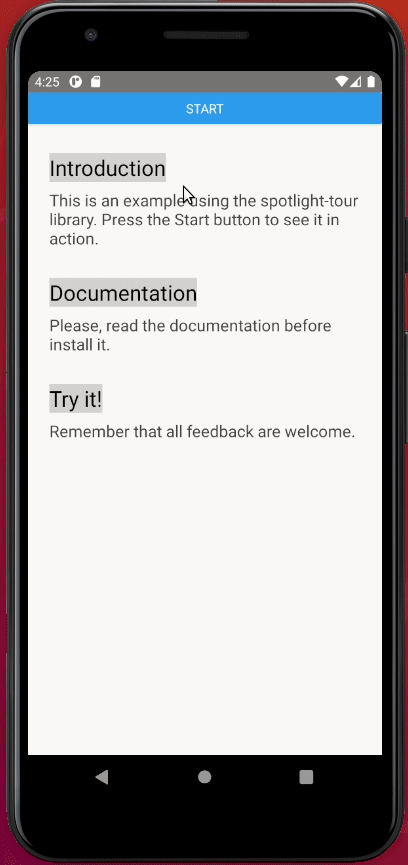 4:25
START
Introduction
This is an example using the spotlight-tour
library. Press the Start button to see it in
action.
Documentation
Please, read the documentation before
install it.
Try it!
Remember that all feedback are welcome.